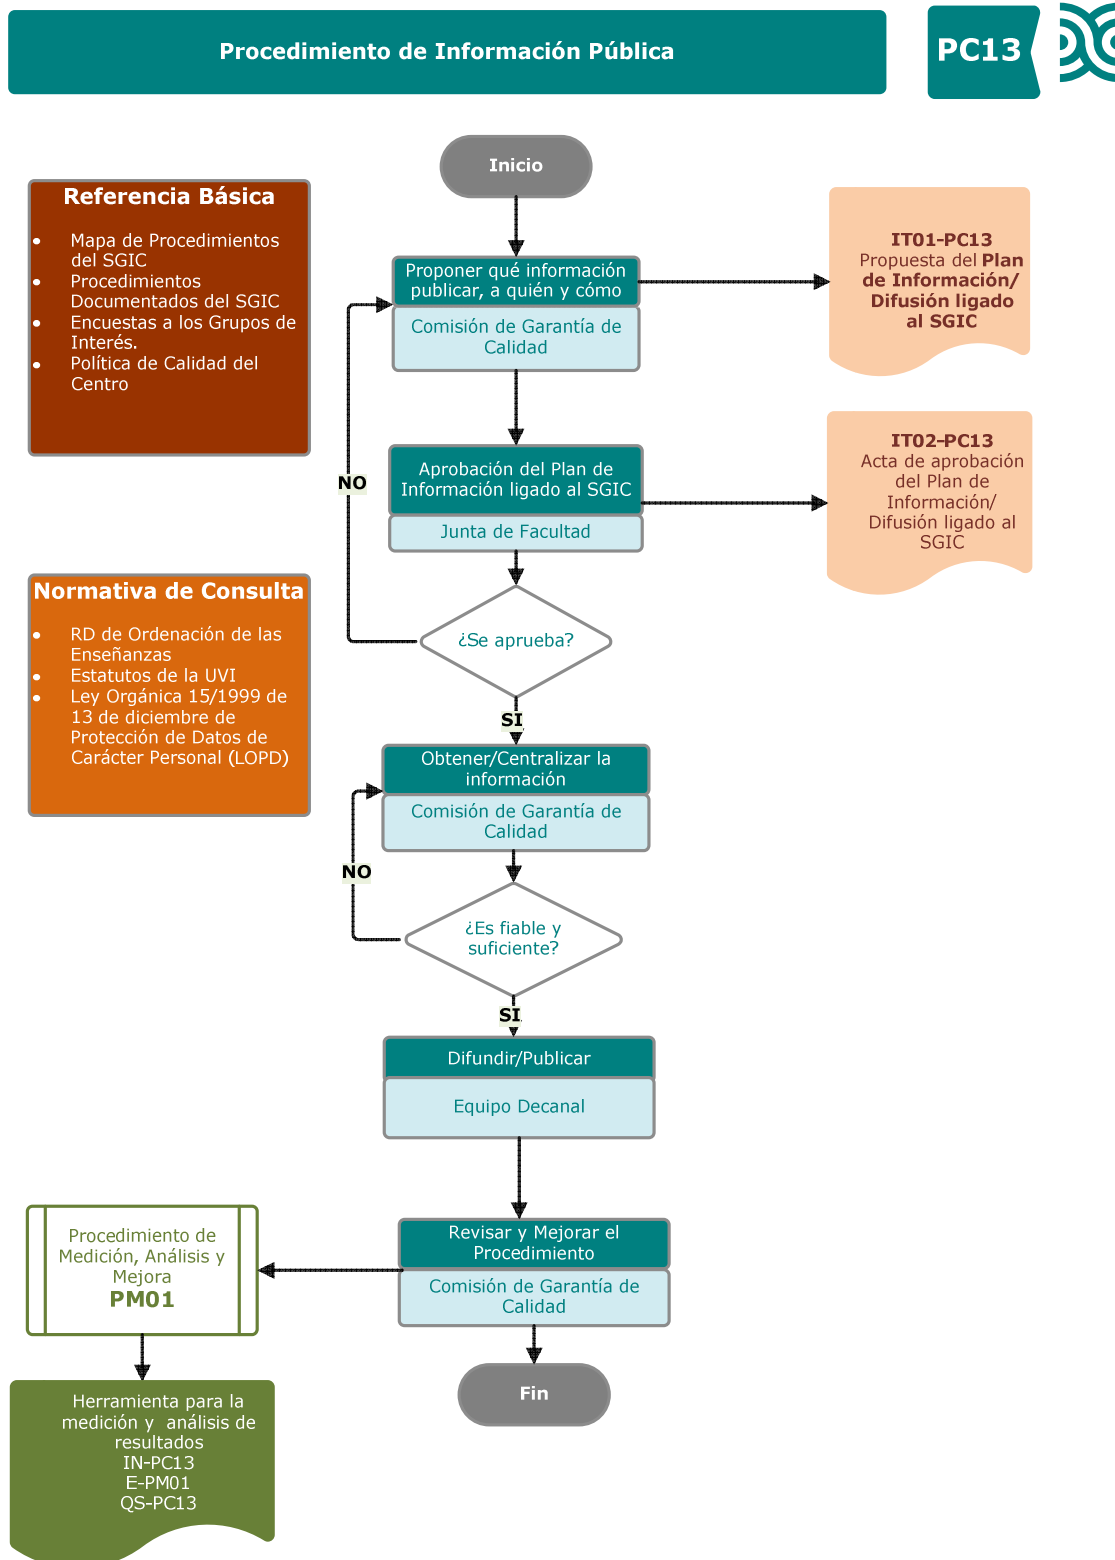 Procedimiento de Información Pública
PC13
Inicio
Referencia Básica
• Mapa de Procedimientos
del SGIC
• Procedimientos
Documentados del SGIC
• Encuestas a los Grupos de
Interés.
• Política de Calidad del
Centro
Proponer qué información
publicar, a quién y cómo
Comisión de Garantía de
Calidad
IT01-PC13
Propuesta del Plan
de Información/
Difusión ligado
al SGIC
Aprobación del Plan de
Información ligado al SGIC
Junta de Facultad
IT02-PC13
Acta de aprobación
del Plan de
Información/
Difusión ligado al
SGIC
NO
¿Se aprueba?
Normativa de Consulta
• RD de Ordenación de las
Enseñanzas
• Estatutos de la UVI
• Ley Orgánica 15/1999 de
13 de diciembre de
Protección de Datos de
Carácter Personal (LOPD)
SI
Obtener/Centralizar la
información
Comisión de Garantía de
Calidad
NO
¿Es fiable y
suficiente?
SI
Difundir/Publicar
Equipo Decanal
Revisar y Mejorar el
Procedimiento
Comisión de Garantía de
Calidad
Procedimiento de
Medición, Análisis y
Mejora
PM01
Fin
Herramienta para la
medición y análisis de
resultados
IN-PC13
E-PM01
QS-PC13